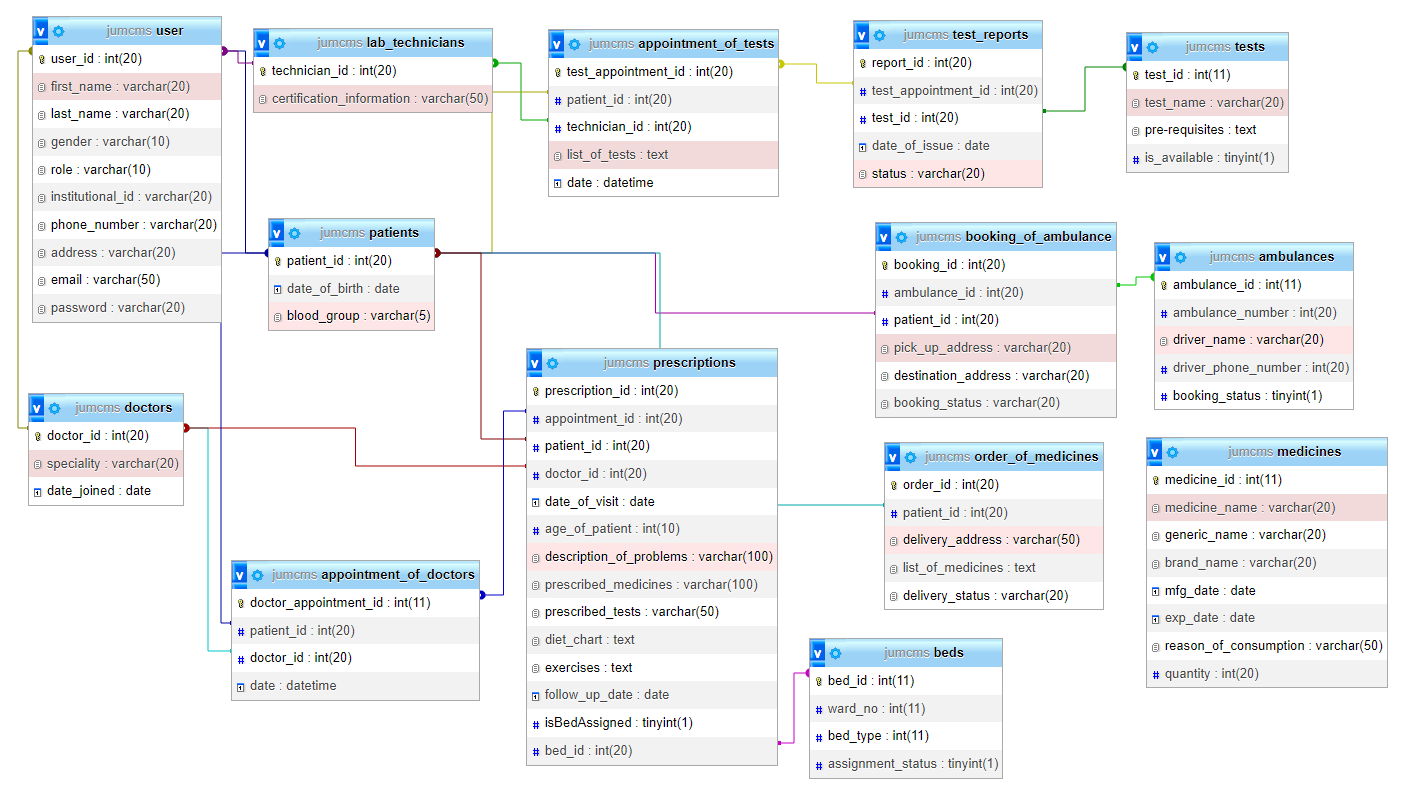 jumcms user
user_id : int(20)
first_name : varchar(20)
last_name : varchar(20)
gender : varchar(10)
role : varchar(10)
institutional_id : varchar(20)
phone_number : varchar(20)
address : varchar(20)
email : varchar(50)
password : varchar(20)
jumcms lab_technicians
technician_id : int(20)
certification_information : varchar(50)
jumcms appointment_of_tests
test_appointment_id : int(20)
patient_id : int(20)
technician_id : int(20)
list_of_tests : text
date : datetime
jumcms test_reports
report_id : int(20)
test_appointment_id : int(20)
test_id : int(20)
date_of_issue : date
status : varchar(20)
jumcms tests
test_id : int(11)
test_name : varchar(20)
pre-requisites : text
is_available : tinyint(1)
jumcms patients
patient_id : int(20)
date_of_birth : date
blood_group : varchar(5)
jumcms booking_of_ambulance
booking_id : int(20)
ambulance_id : int(20)
patient_id : int(20)
pick_up_address : varchar(20)
destination_address : varchar(20)
booking_status : varchar(20)
jumcms ambulances
ambulance_id : int(11)
ambulance_number : int(20)
driver_name : varchar(20)
driver_phone_number : int(20)
booking_status : tinyint(1)
jumcms doctors
doctor_id : int(20)
speciality : varchar(20)
date_joined : date
jumcms prescriptions
prescription_id : int(20)
appointment_id : int(20)
patient_id : int(20)
doctor_id : int(20)
date_of_visit : date
age_of_patient : int(10)
description_of_problems : varchar(100)
prescribed_medicines : varchar(100)
prescribed_tests : varchar(50)
diet_chart : text
exercises : text
follow_up_date : date
isBedAssigned : tinyint(1)
bed_id : int(20)
jumcms order_of_medicines
order_id : int(20)
patient_id : int(20)
delivery_address : varchar(50)
list_of_medicines : text
delivery_status : varchar(20)
jumcms medicines
medicine_id : int(11)
medicine_name : varchar(20)
generic_name : varchar(20)
brand_name : varchar(20)
mfg_date : date
exp_date : date
reason_of_consumption : varchar(50)
quantity : int(20)
jumcms appointment_of_doctors
doctor_appointment_id : int(11)
patient_id : int(20)
doctor_id : int(20)
date : datetime
jumcms beds
bed_id : int(11)
ward_no : int(11)
bed_type : int(11)
assignment_status : tinyint(1)